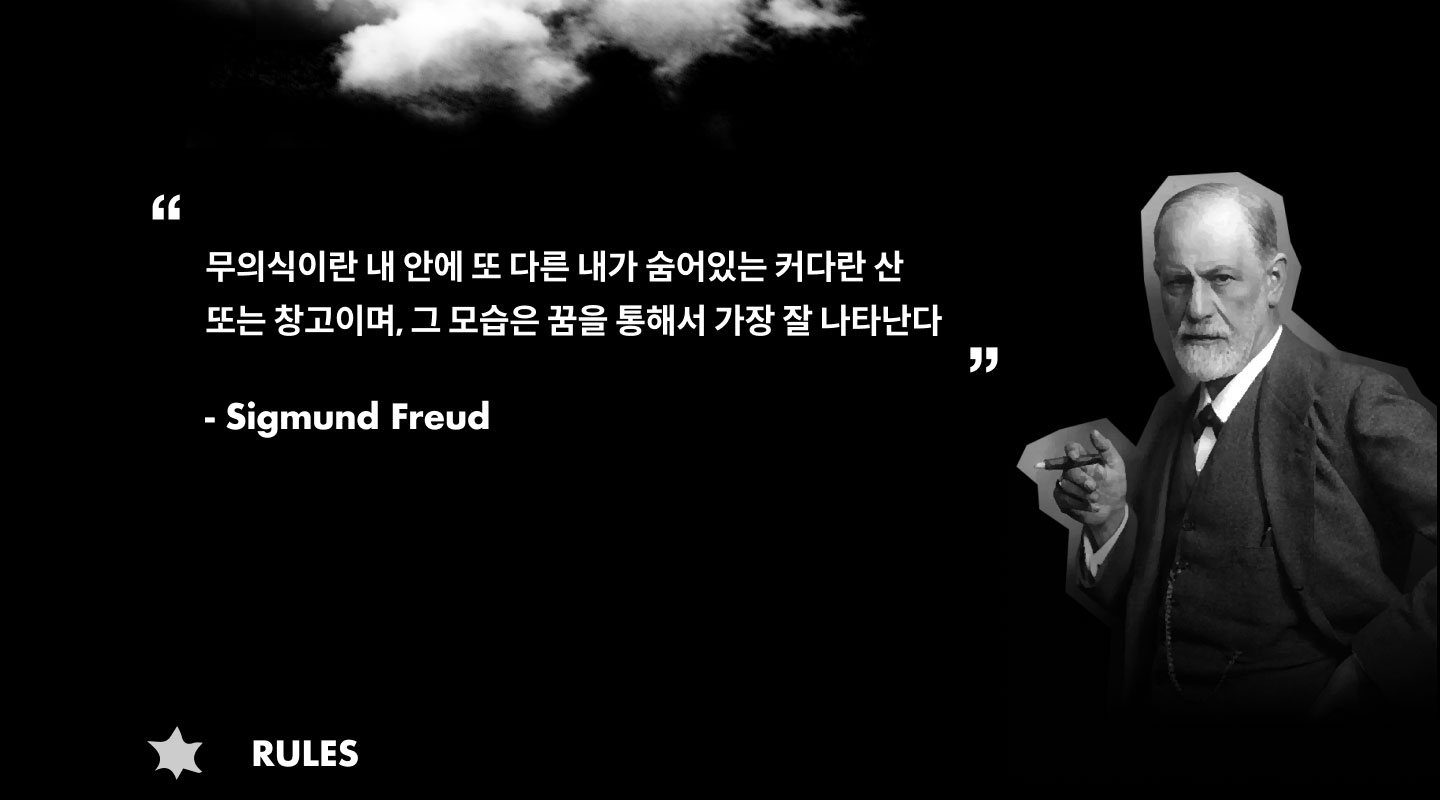 “
무의식이란 내 안에 또 다른 내가 숨어있는 커다란 산
또는 창고이며, 그 모습은 꿈을 통해서 가장 잘 나타난다
”
- Sigmund Freud
RULES